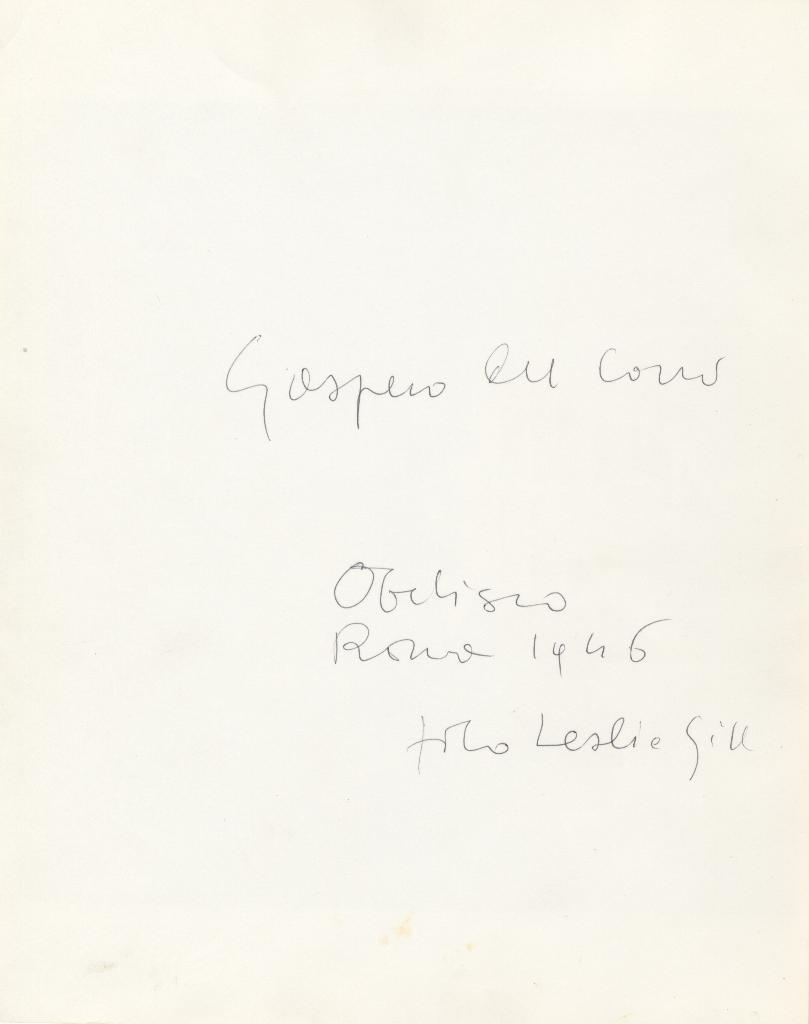 Gaspero del Corso
Obelisco
Roma 1946
foto Leslie Gill